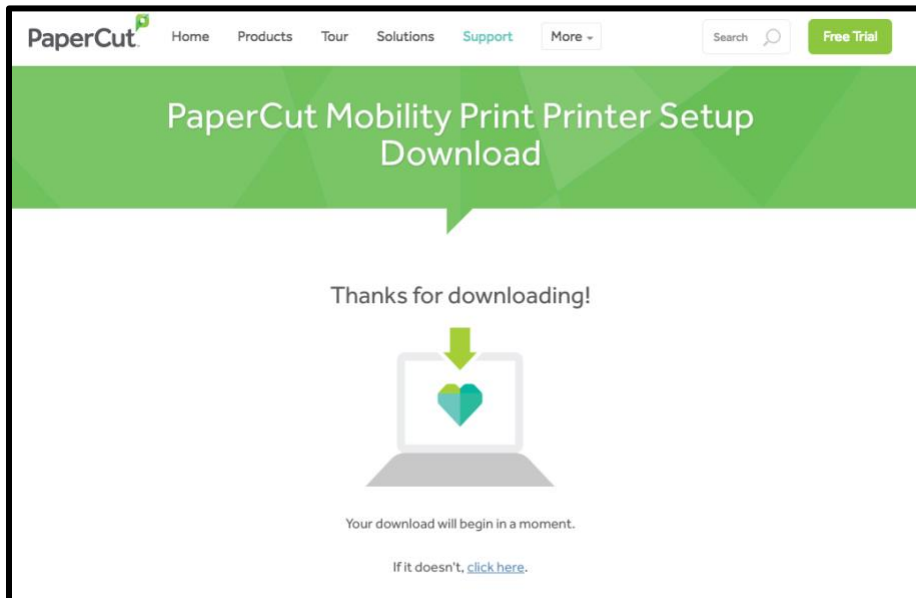 PaperCut
Home Products Tour Solutions Support More Search Free Trial
PaperCut Mobility Print Printer Setup
Download
Thanks for downloading!
Your download will begin in a moment.
If it doesn't, click here.